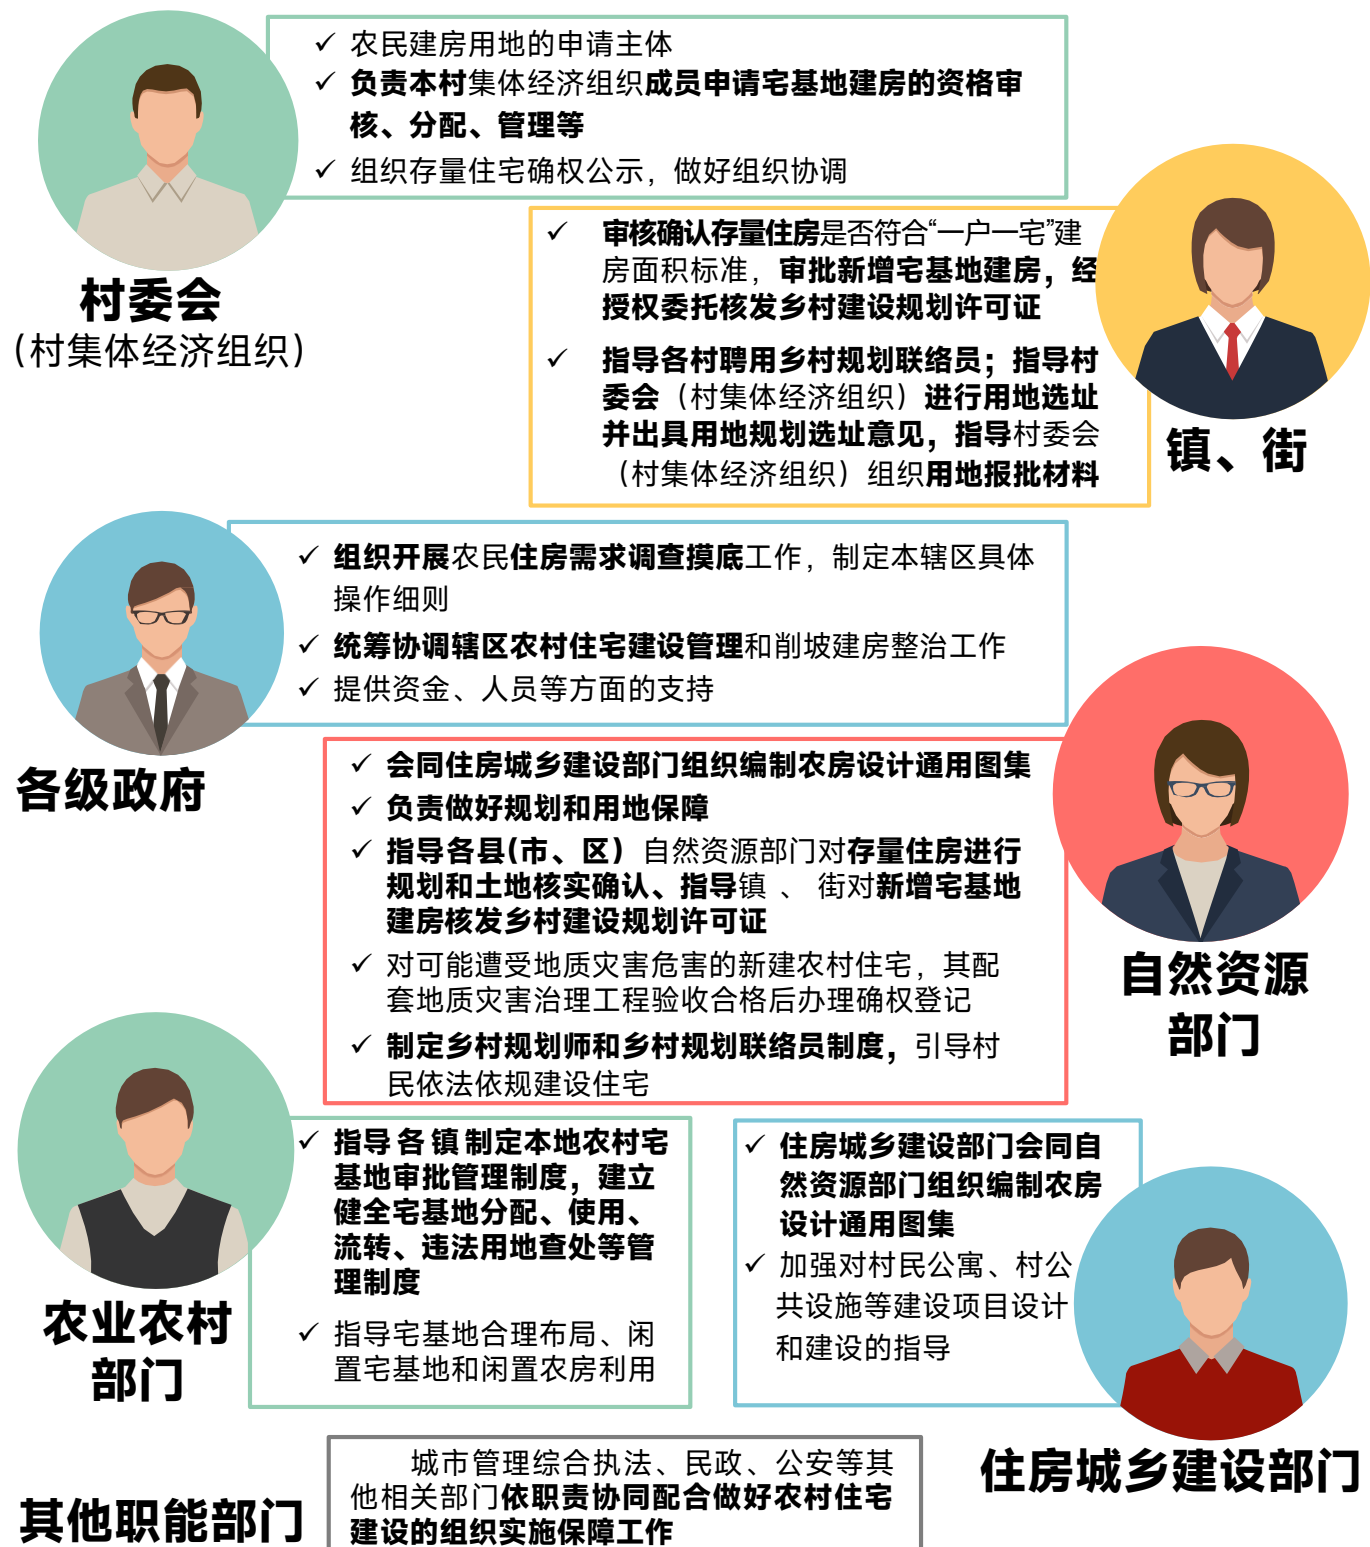 农民建房用地的申请主体
负责本村集体经济组织成员申请宅基地建房的资格审
核、分配、管理等
组织存量住宅确权公示，做好组织协调
村委会
（村集体经济组织）
审核确认存量住房是否符合“一户一宅”建
房面积标准，审批新增宅基地建房，经
授权委托核发乡村建设规划许可证
指导各村聘用乡村规划联络员；指导村
委会（村集体经济组织）进行用地选址
并出具用地规划选址意见，指导村委会
（村集体经济组织）组织用地报批材料
镇、街
组织开展农民住房需求调查摸底工作，制定本辖区具体
操作细则
统筹协调辖区农村住宅建设管理和削坡建房整治工作
提供资金、人员等方面的支持
各级政府
会同住房城乡建设部门组织编制农房设计通用图集
负责做好规划和用地保障
指导各县(市、区）自然资源部门对存量住房进行
规划和土地核实确认、指导镇 、 街对新增宅基地
建房核发乡村建设规划许可证
对可能遭受地质灾害危害的新建农村住宅，其配
套地质灾害治理工程验收合格后办理确权登记
制定乡村规划师和乡村规划联络员制度，引导村
民依法依规建设住宅
自然资源
部门
指导各镇制定本地农村宅
基地审批管理制度，建立
健全宅基地分配、使用、
流转、违法用地查处等管
理制度
指导宅基地合理布局、闲
置宅基地和闲置农房利用
农业农村
部门
住房城乡建设部门会同自
然资源部门组织编制农房
设计通用图集
加强对村民公寓、村公
共设施等建设项目设计
和建设的指导
住房城乡建设部门
其他职能部门
城市管理综合执法、民政、公安等其
他相关部门依职责协同配合做好农村住宅
建设的组织实施保障工作